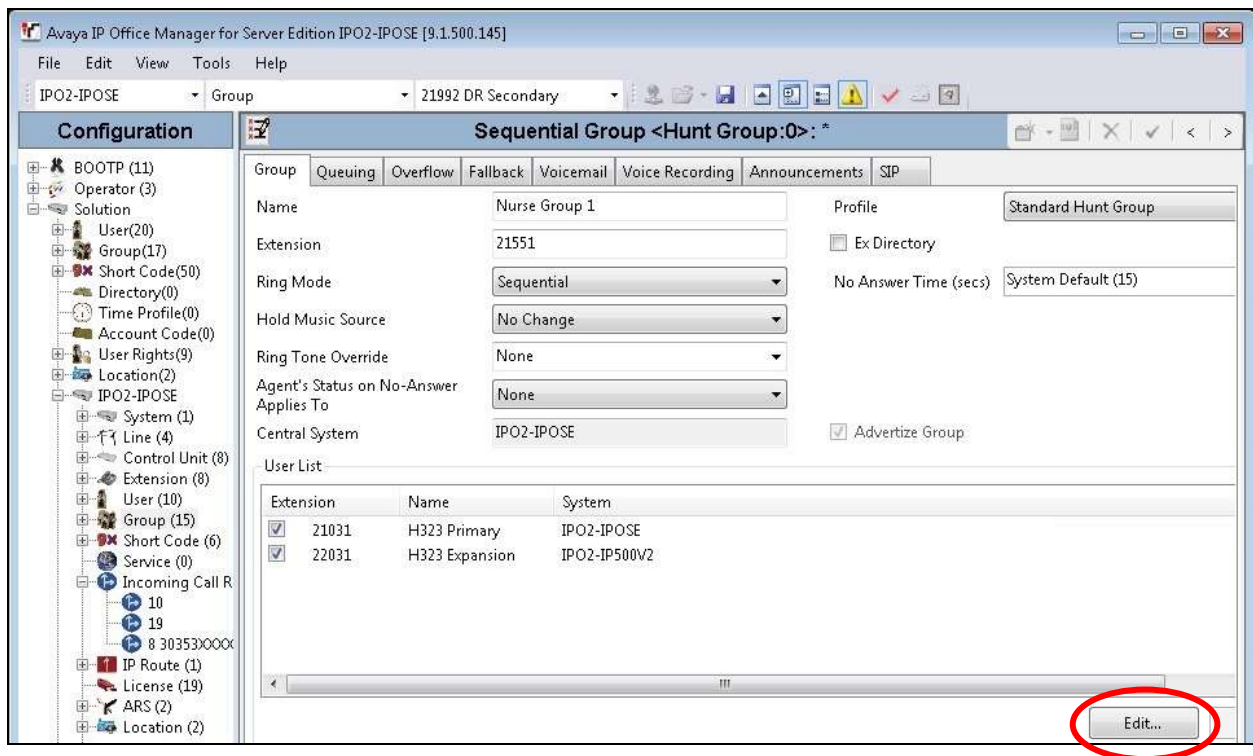 Avaya IP Office Manager for Server Edition IPO2-IPOSE [9.1.500.145]
File Edit View Tools Help
IPO2-IPOSE Group 21992 DR Secondary
Configuration
Sequential Group <Hunt Group:0>: *
BOOTP (11)
Operator (3)
Solution
User(20)
Group(17)
Short Code(50)
Directory(0)
Time Profile(0)
Account Code(0)
User Rights(9)
Location(2)
IPO2-IPOSE
System (1)
Line (4)
Control Unit (8)
Extension (8)
User (10)
Group (15)
Short Code (6)
Service (0)
Incoming Call R
10
19
8 30353XXXX
IP Route (1)
License (19)
ARS (2)
Location (2)
Group Queuing Overflow Fallback Voicemail Voice Recording Announcements SIP
Name Nurse Group 1 Profile Standard Hunt Group
Extension 21551 Ex Directory
Ring Mode Sequential No Answer Time (secs) System Default (15)
Hold Music Source No Change
Ring Tone Override None
Agent's Status on No-Answer
Applies To None
Central System IPO2-IPOSE Advertize Group
User List
Extension Name System
21031 H323 Primary IPO2-IPOSE
22031 H323 Expansion IPO2-IP500V2
Edit...